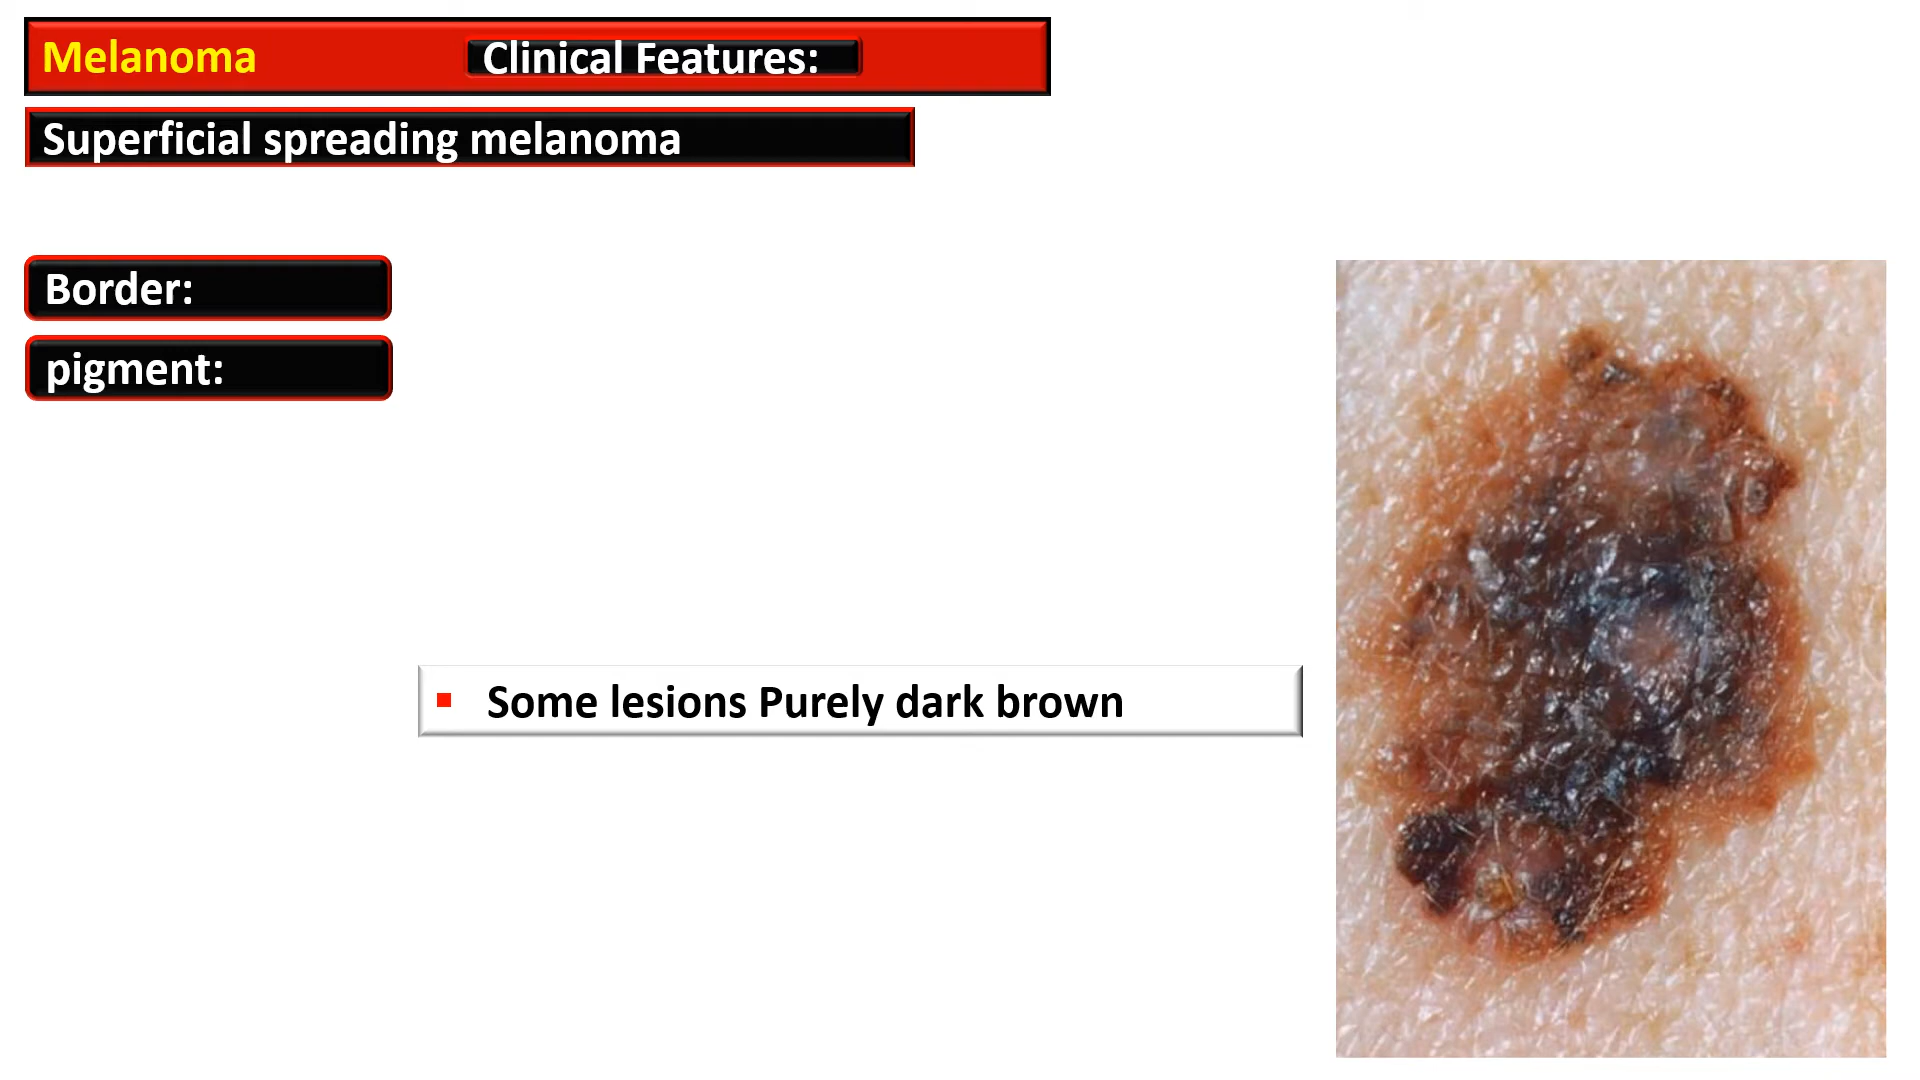 Melanoma Clinical Features:
Superficial spreading melanoma
Border:
pigment:
▪ Some lesions Purely dark brown